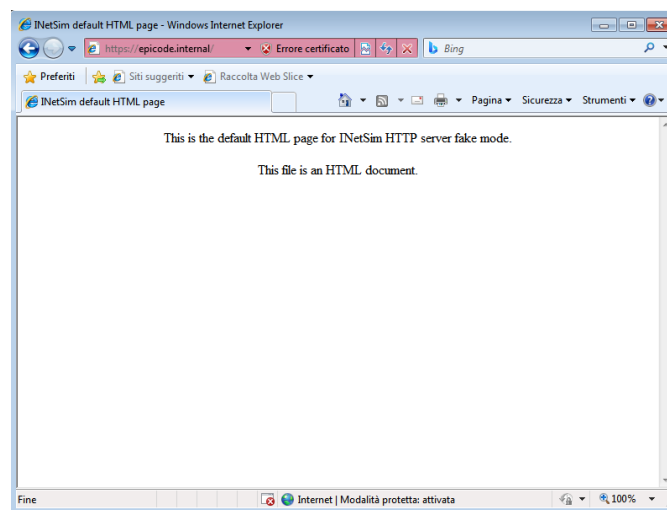 INetSim default HTML page - Windows Internet Explorer
https://epicode.internal/ Errore certificato Bing
Preferiti Siti suggeriti Raccolta Web Slice
INetSim default HTML page Pagina Sicurezza Strumenti
This is the default HTML page for INetSim HTTP server fake mode.
This file is an HTML document.
Fine Internet | Modalità protetta: attivata 100%